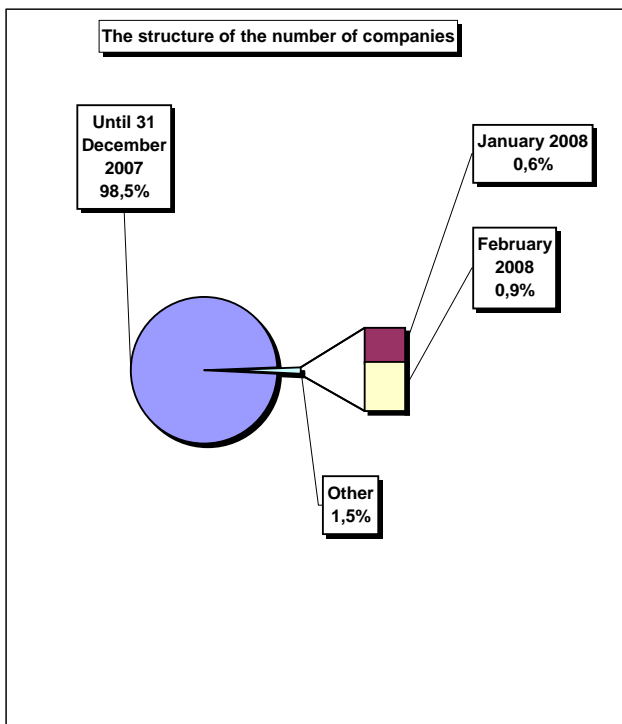 The structure of the number of companies
Until 31
December
2007
98,5%
January 2008
0,6%
February
2008
0,9%
Other
1,5%